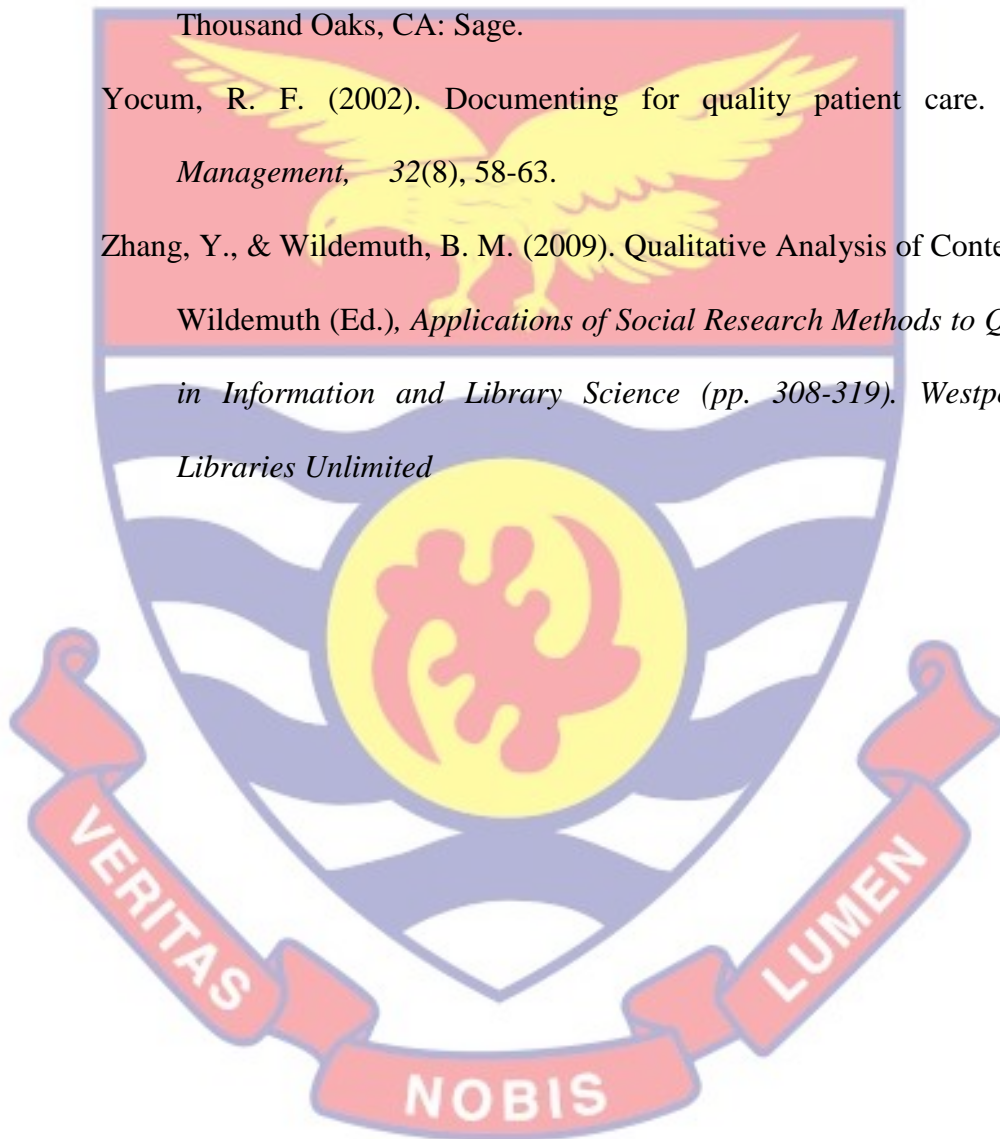 Thousand Oaks, CA: Sage.
Yocum, R. F. (2002). Documenting for quality patient care.
Management, 32(8), 58-63.
Zhang, Y., & Wildemuth, B. M. (2009). Qualitative Analysis of Conte
Wildemuth (Ed.), Applications of Social Research Methods to Q
in Information and Library Science (pp. 308-319). Westp
Libraries Unlimited
VERITAS
NOBIS
LUMEN